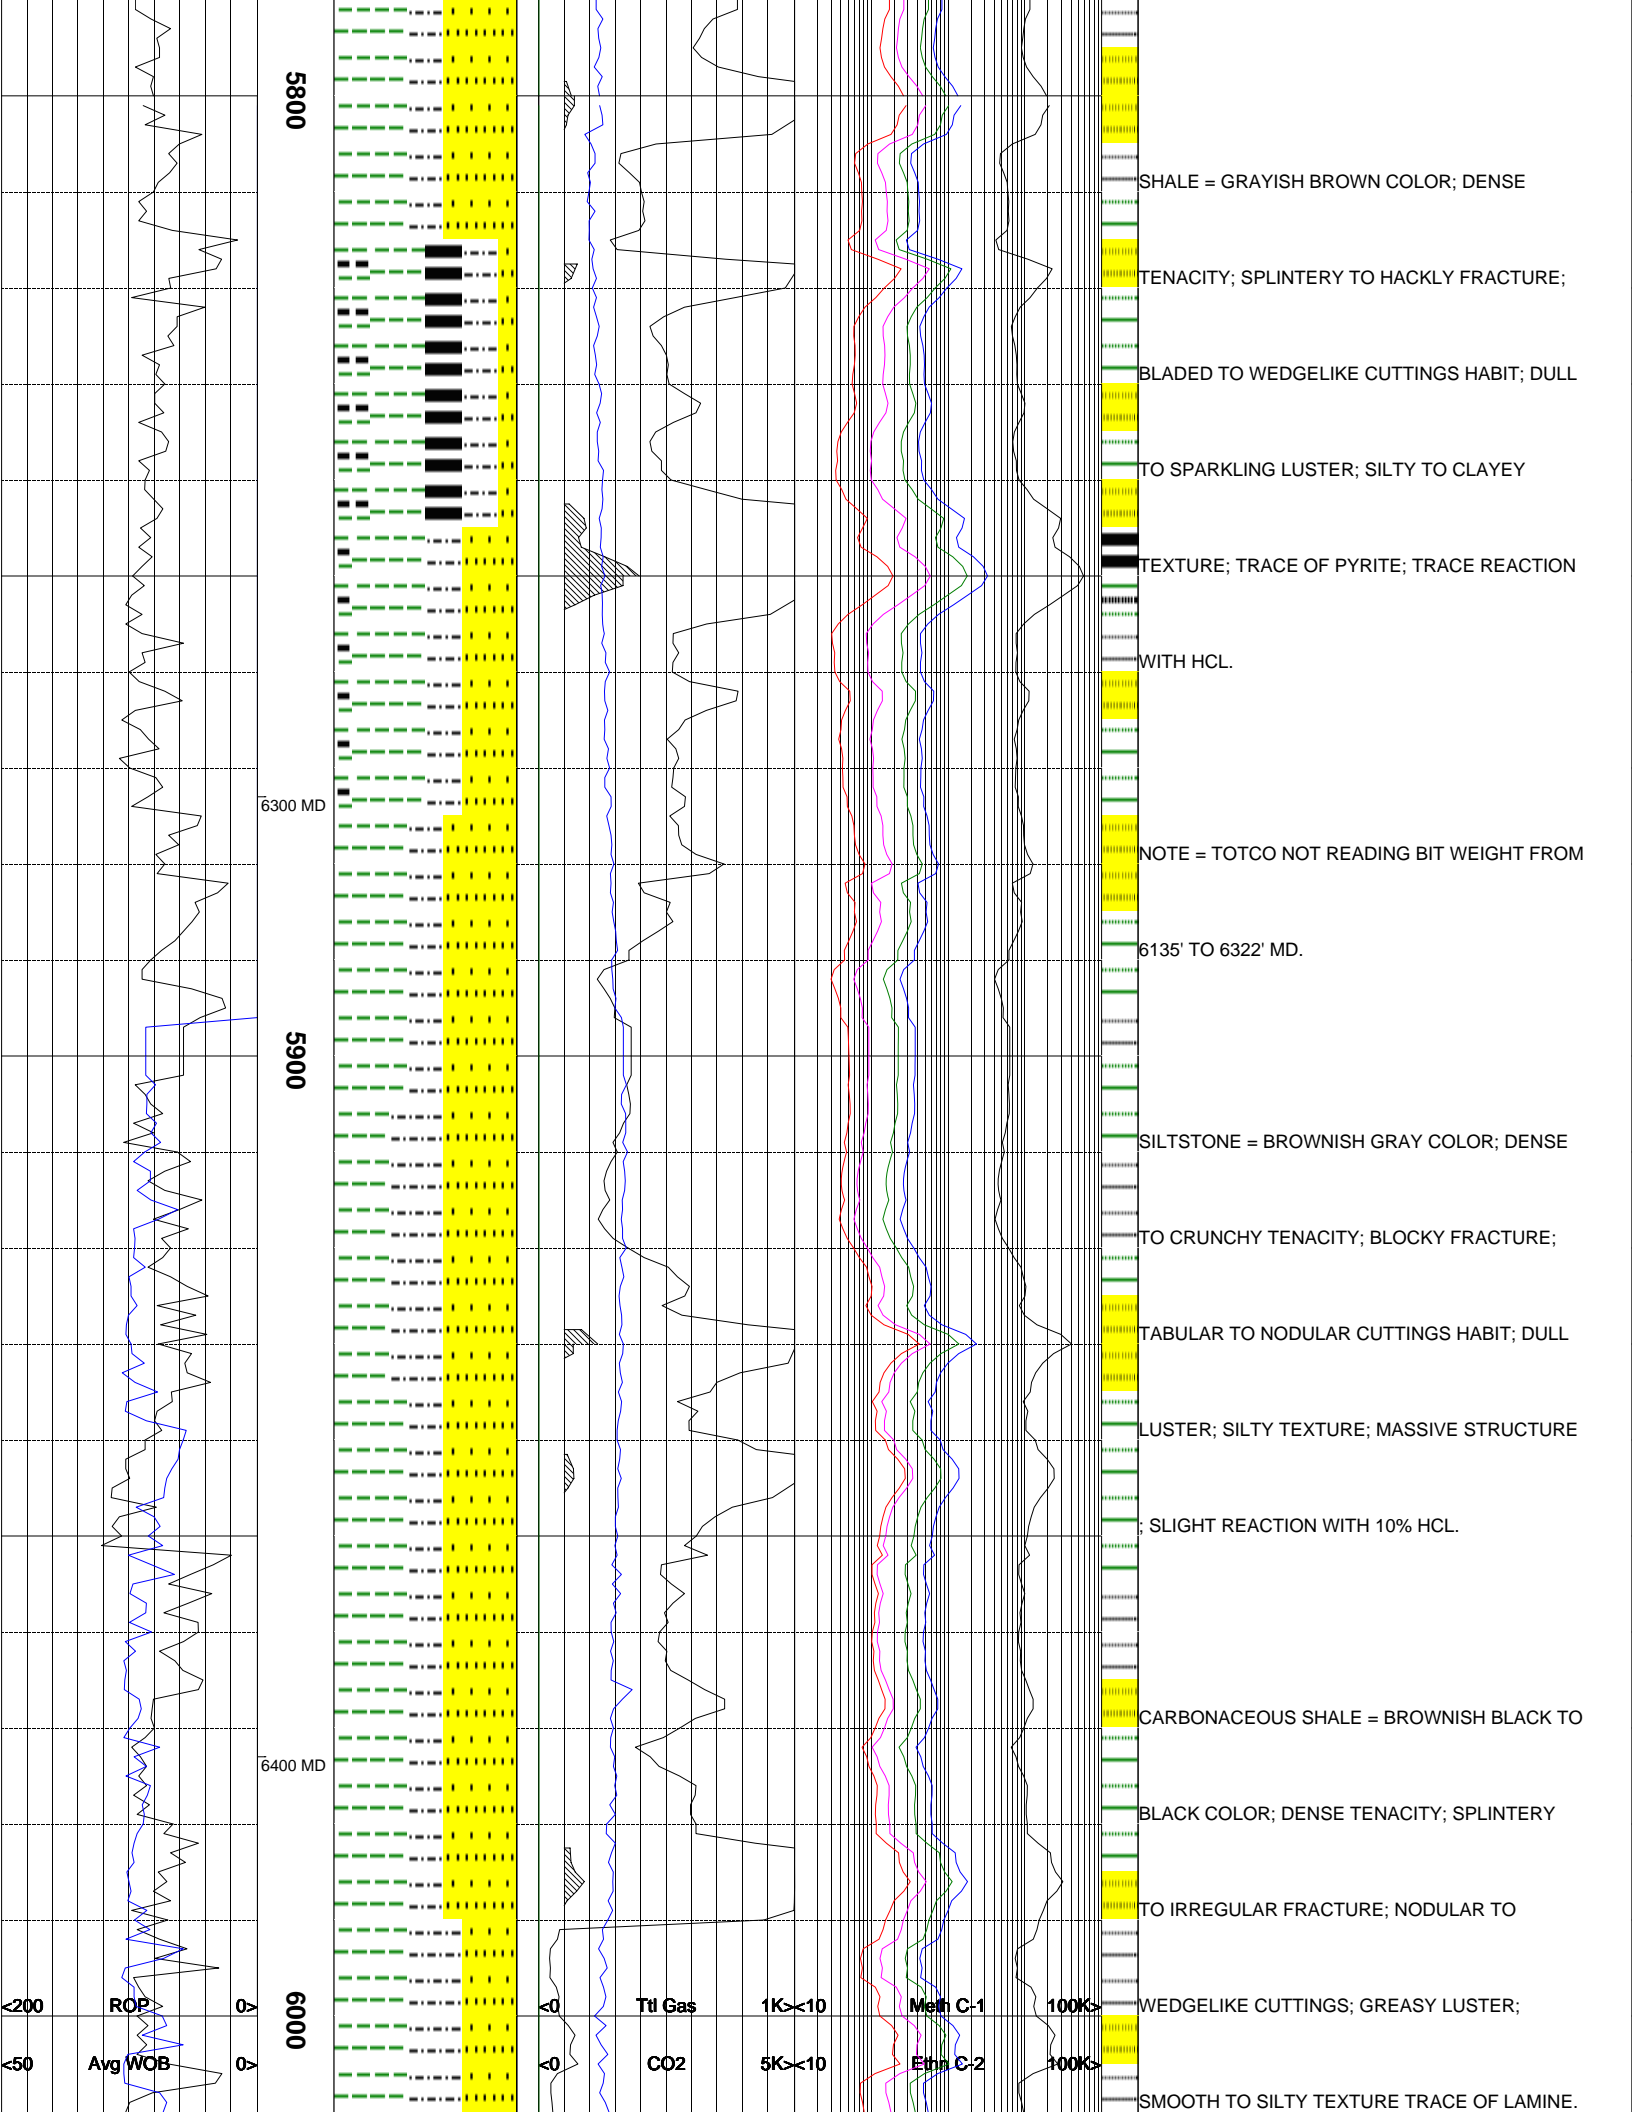 5800
SHALE = GRAYISH BROWN COLOR; DENSE
TENACITY; SPLINTERY TO HACKLY FRACTURE;
BLADED TO WEDGELIKE CUTTINGS HABIT; DULL
TO SPARKLING LUSTER; SILTY TO CLAYEY
TEXTURE; TRACE OF PYRITE; TRACE REACTION
WITH HCL.
6300 MD
NOTE = TOTCO NOT READING BIT WEIGHT FROM
6135' TO 6322' MD.
5900
SILTSTONE = BROWNISH GRAY COLOR; DENSE
TO CRUNCHY TENACITY; BLOCKY FRACTURE;
TABULAR TO NODULAR CUTTINGS HABIT; DULL
LUSTER; SILTY TEXTURE; MASSIVE STRUCTURE
; SLIGHT REACTION WITH 10% HCL.
CARBONACEOUS SHALE = BROWNISH BLACK TO
6400 MD
BLACK COLOR; DENSE TENACITY; SPLINTERY
TO IRREGULAR FRACTURE; NODULAR TO
<200 ROP 0> 6000 <0 Ttl Gas 1K> <10 Meth C-1 100K> WEDGELIKE CUTTINGS; GREASY LUSTER;
<50 Avg WOB 0> <0 CO2 5K> <10 Ethn C-2 100K>
SMOOTH TO SILTY TEXTURE TRACE OF LAMINE.